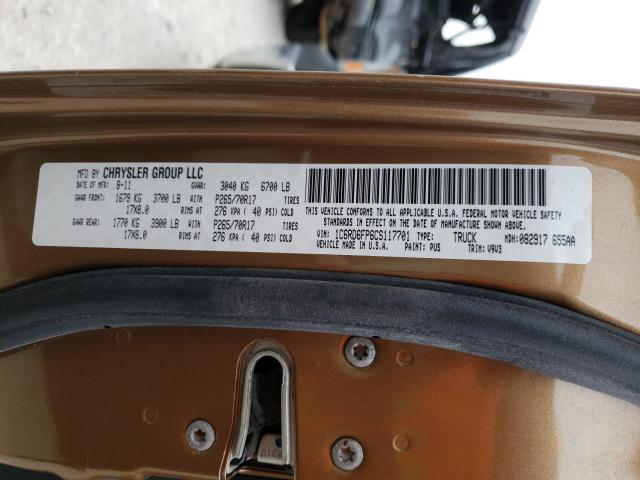 MFD BY CHRYSLER GROUP LLC
DATE OF MFR: 8-11 GVWR: 3040 KG 6700 LB
GAWR FRONT: 1679 KG 3700 LB P265/70R17 TIRES
17X8.0 RIMS AT 276 KPA ( 40 PSI) COLD
GAWR REAR: 1770 KG 3900 LB P265/70R17 TIRES
17X8.0 RIMS AT 276 KPA ( 40 PSI) COLD
THIS VEHICLE CONFORMS TO ALL APPLICABLE U.S.A. FEDERAL MOTOR VEHICLE SAFETY
STANDARDS IN EFFECT ON THE DATE OF MANUFACTURE SHOWN ABOVE.
VIN: 1C6RD6FP6CS117701 TYPE: TRUCK MDH:082917 655AA
VEHICLE MADE IN U.S.A. PAINT: PUS TRIM: V9V3